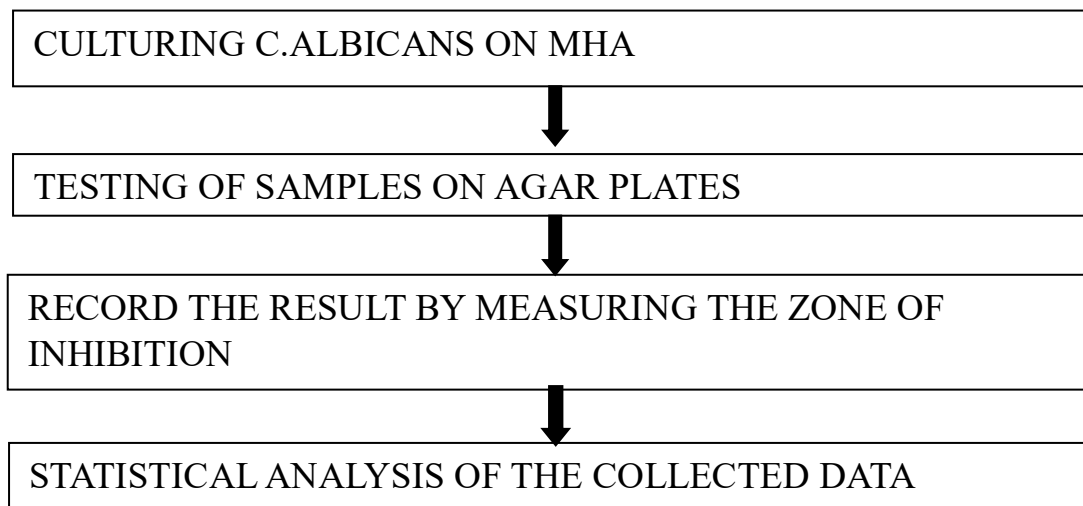 CULTURING C.ALBICANS ON MHA
TESTING OF SAMPLES ON AGAR PLATES
RECORD THE RESULT BY MEASURING THE ZONE OF
INHIBITION
STATISTICAL ANALYSIS OF THE COLLECTED DATA